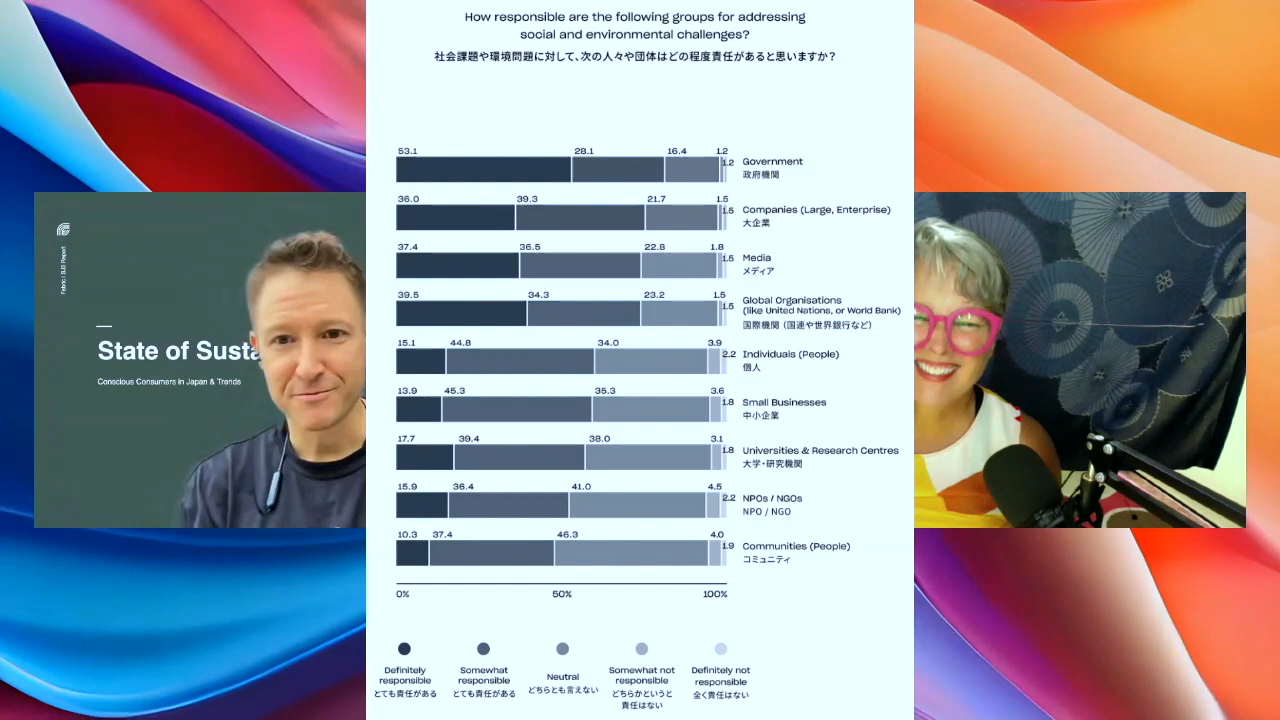 How responsible are the following groups for addressing
social and environmental challenges?
社会課題や環境問題に対して、次の人々や団体はどの程度責任があると思いますか？
53.1 28.1 16.4 1.2
1.2 Government
政府機関
36.0 39.3 21.7 1.5
1.5 Companies (Large, Enterprise)
大企業
37.4 36.5 22.8 1.8
1.5 Media
メディア
39.5 34.3 23.2 1.5
1.5 Global Organisations
(like United Nations, or World Bank)
国際機関（国連や世界銀行など）
15.1 44.8 34.0 3.9
2.2 Individuals (People)
個人
13.9 45.3 35.3 3.6
1.8 Small Businesses
中小企業
17.7 39.4 38.0 3.1
1.8 Universities & Research Centres
大学・研究機関
15.9 36.4 41.0 4.5
2.2 NPOs / NGOs
NPO / NGO
10.3 37.4 46.3 4.0
1.9 Communities (People)
コミュニティ
0% 50% 100%
Definitely
responsible
とても責任がある
Somewhat
responsible
とても責任がある
Neutral
どちらとも言えない
Somewhat not
responsible
どちらかというと
責任はない
Definitely not
responsible
全く責任はない
Fabric | SUS Report
State of Susta
Conscious Consumers in Japan & Trends